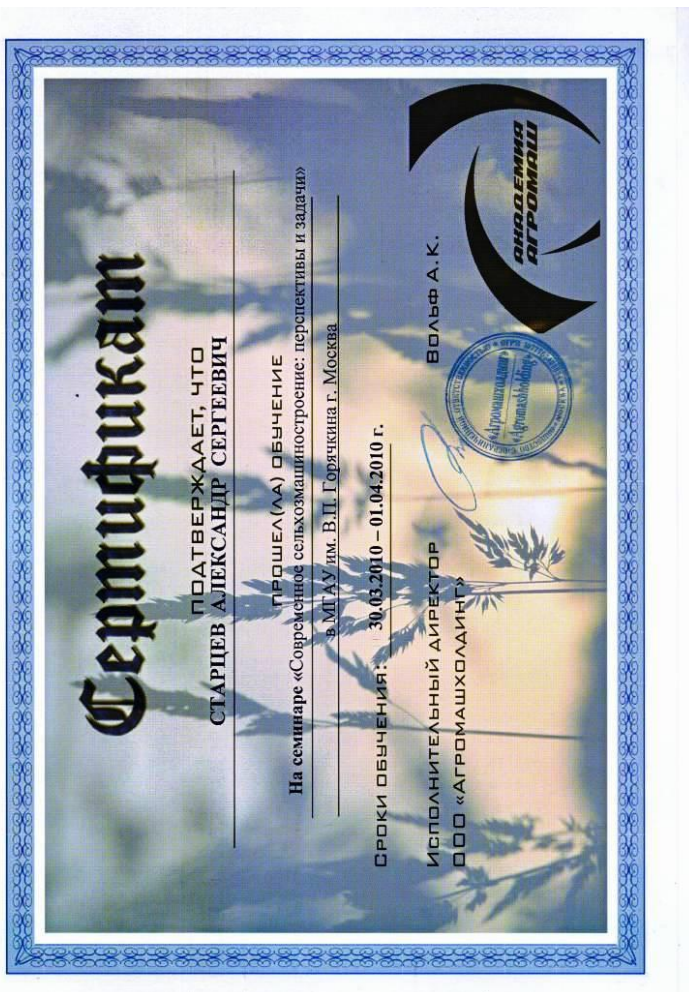 Сертификат
ПОДТВЕРЖДАЕТ, ЧТО
СТАРЦЕВ АЛЕКСАНДР СЕРГЕЕВИЧ
ПРОШЕЛ(ЛА) ОБУЧЕНИЕ
На семинаре «Современное сельхозмашиностроение: перспективы и задачи»
в МГАУ им. В.П. Горячкина г. Москва
СРОКИ ОБУЧЕНИЯ: 30.03.2010 – 01.04.2010 г.
ИСПОЛНИТЕЛЬНЫЙ ДИРЕКТОР
ООО «АГРОМАШХОЛДИНГ»
ВОЛЬФ А.К.
«Агромашхолдинг»
«Agromashholding»
АКАДЕМИЯ
АГРОМАШ